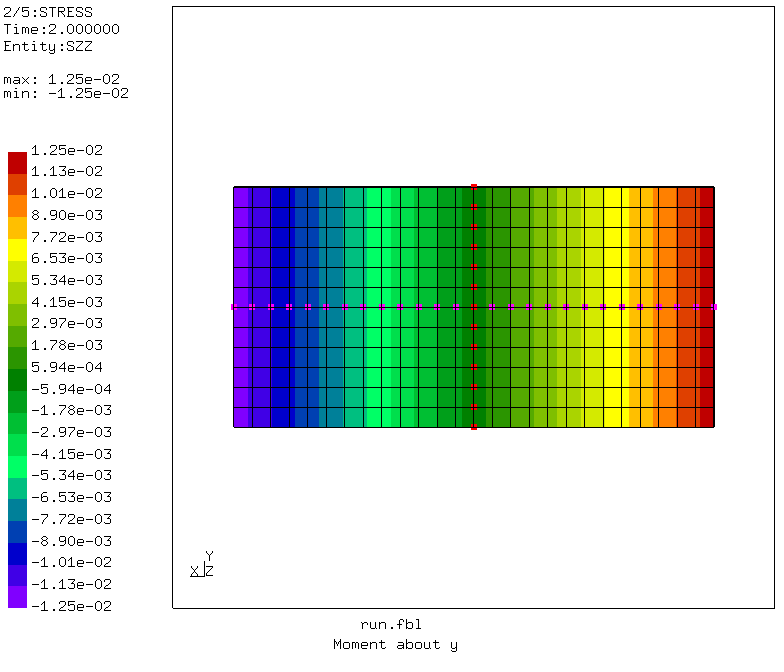 2/5:STRESS
Time:2.000000
Entity:SZZ
max: 1.25e-02
min: -1.25e-02
1.25e-02
1.13e-02
1.01e-02
8.90e-03
7.72e-03
6.53e-03
5.34e-03
4.15e-03
2.97e-03
1.78e-03
5.94e-04
-5.94e-04
-1.78e-03
-2.97e-03
-4.15e-03
-5.34e-03
-6.53e-03
-7.72e-03
-8.90e-03
-1.01e-02
-1.13e-02
-1.25e-02
Y
X Z
run.fbl
Moment about y